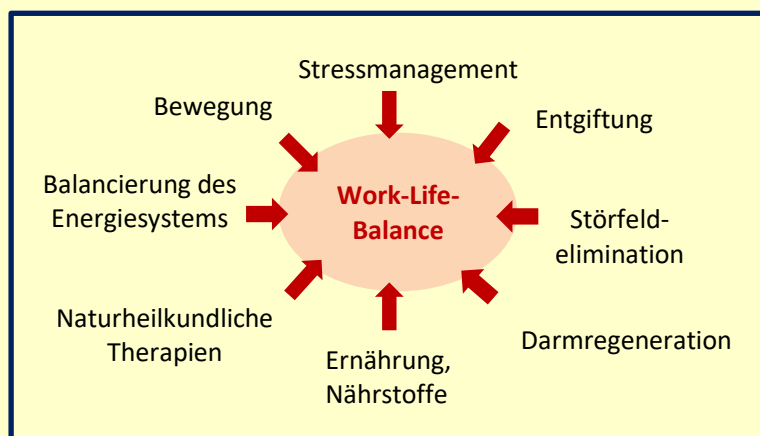 Stressmanagement
Bewegung
Entgiftung
Balancierung des
Energiesystems
Work-Life-
Balance
Störfeld-
elimination
Naturheilkundliche
Therapien
Darmregeneration
Ernährung,
Nährstoffe